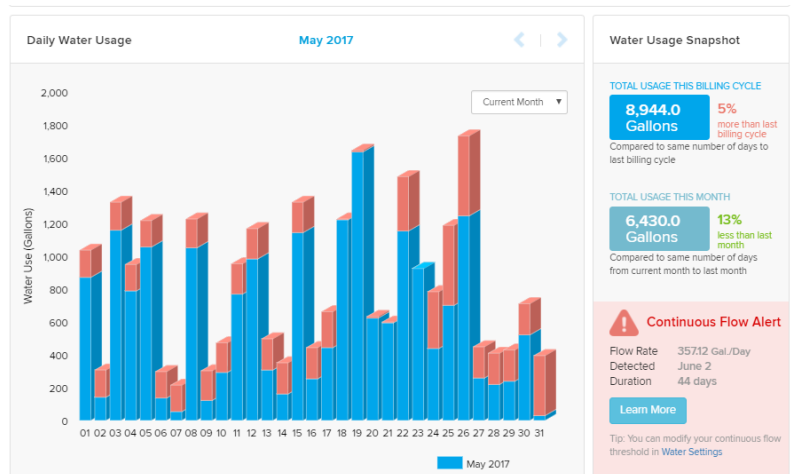 Daily Water Usage
May 2017
Water Usage Snapshot
Current Month
Water Use (Gallons)
2,000
1,800
1,600
1,400
1,200
1,000
800
600
400
200
0
01 02 03 04 05 06 07 08 09 10 11 12 13 14 15 16 17 18 19 20 21 22 23 24 25 26 27 28 29 30 31
May 2017
TOTAL USAGE THIS BILLING CYCLE
8,944.0
Gallons
5%
more than last
billing cycle
Compared to same number of days to
last billing cycle
TOTAL USAGE THIS MONTH
6,430.0
Gallons
13%
less than last
month
Compared to same number of days
from current month to last month
Continuous Flow Alert
Flow Rate 357.12 Gal./Day
Detected June 2
Duration 44 days
Learn More
Tip: You can modify your continuous flow
threshold in Water Settings